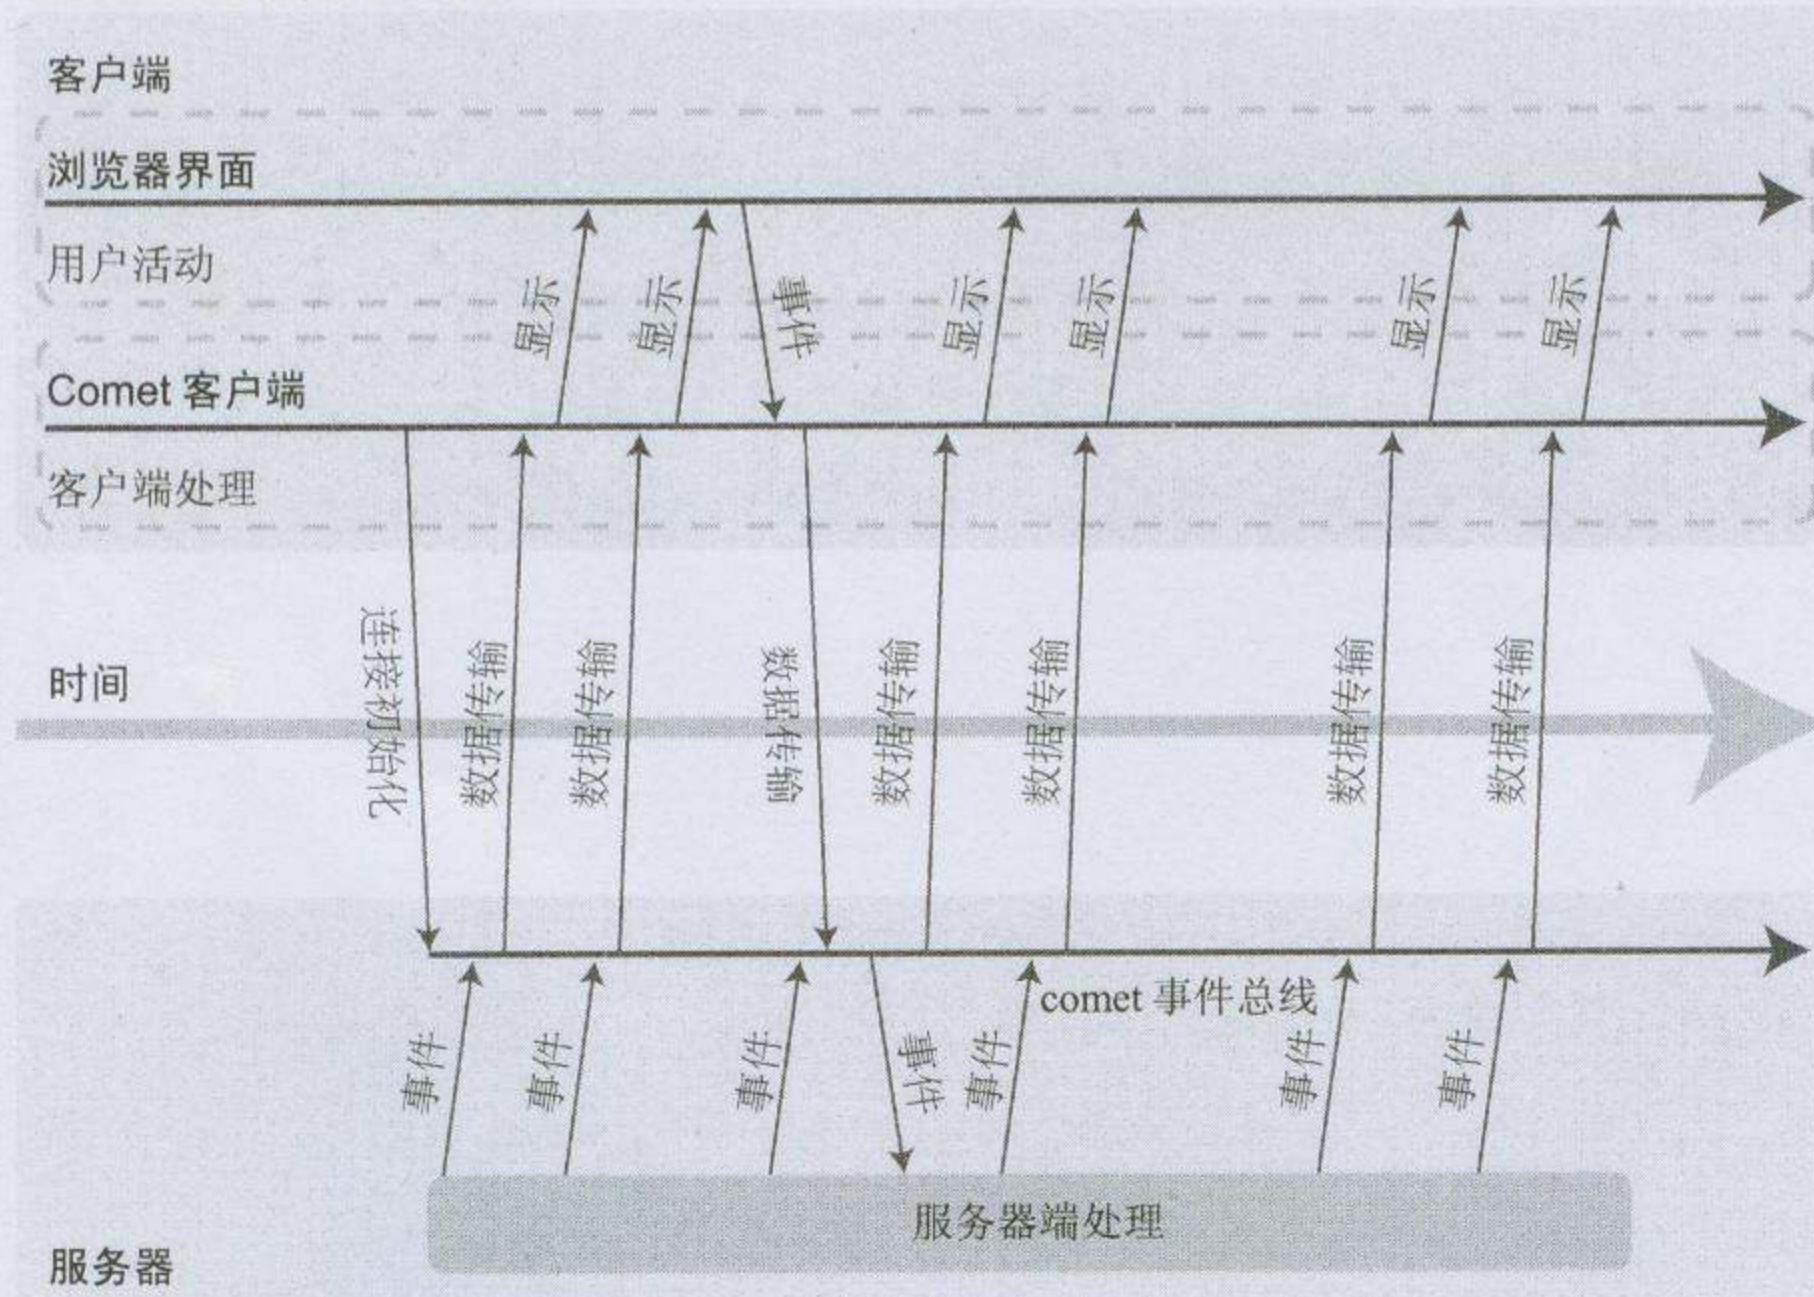 客户端
浏览器界面
用户活动
显示
显示
事件
显示
显示
显示
显示
Comet 客户端
客户端处理
连接初始化
数据传输
数据传输
数据传输
数据传输
数据传输
数据传输
数据传输
时间
comet 事件总线
事件
事件
事件
事件
事件
事件
事件
服务器端处理
服务器